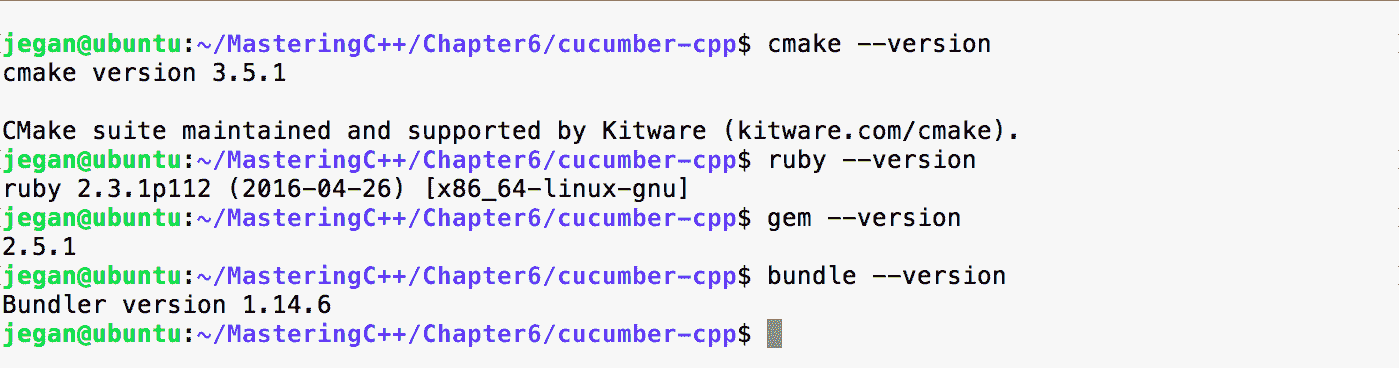 jegan@ubuntu:~/MasteringC++/Chapter6/cucumber-cpp$ cmake --version
cmake version 3.5.1
CMake suite maintained and supported by Kitware (kitware.com/cmake).
jegan@ubuntu:~/MasteringC++/Chapter6/cucumber-cpp$ ruby --version
ruby 2.3.1p112 (2016-04-26) [x86_64-linux-gnu]
jegan@ubuntu:~/MasteringC++/Chapter6/cucumber-cpp$ gem --version
2.5.1
jegan@ubuntu:~/MasteringC++/Chapter6/cucumber-cpp$ bundle --version
Bundler version 1.14.6
jegan@ubuntu:~/MasteringC++/Chapter6/cucumber-cpp$